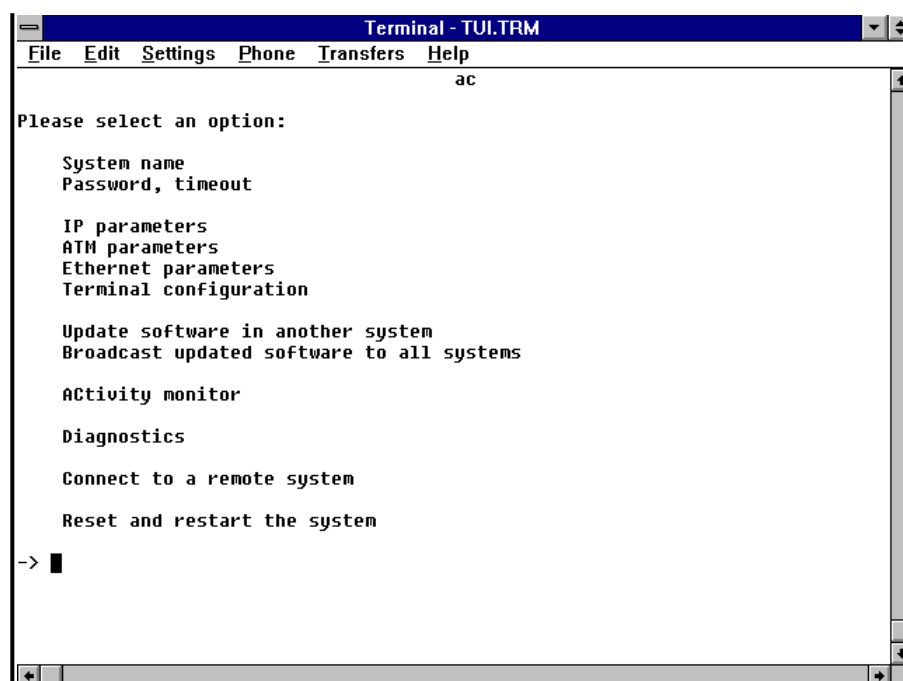 Terminal - TUI.TRM
File Edit Settings Phone Transfers Help
ac
Please select an option:
System name
Password, timeout
IP parameters
ATM parameters
Ethernet parameters
Terminal configuration
Update software in another system
Broadcast updated software to all systems
ACtivity monitor
Diagnostics
Connect to a remote system
Reset and restart the system
->